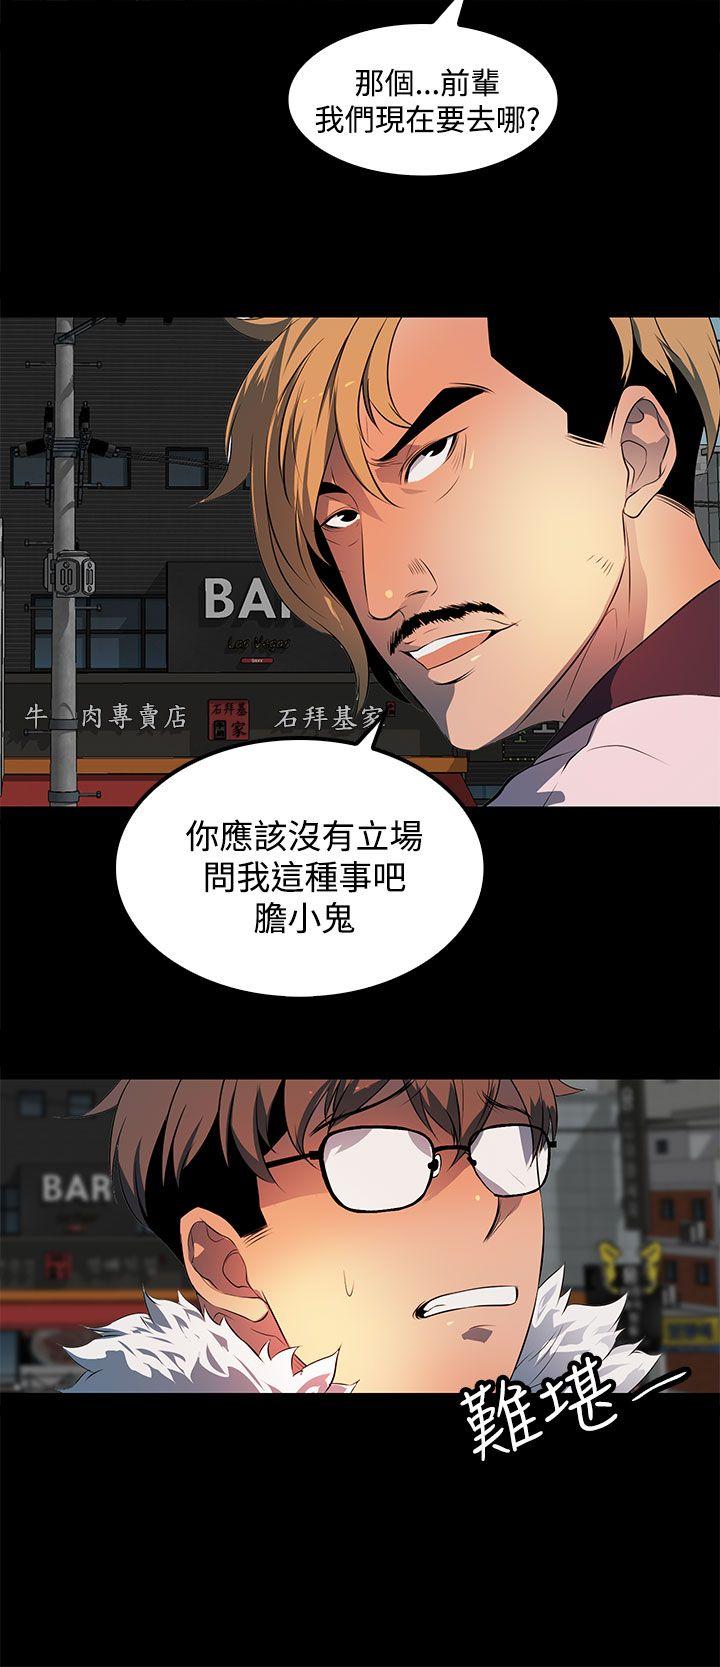 那個...前輩
我們現在要去哪?
BAR
Las Vegas
牛 肉專賣店
石拜基
家
石拜基家
你應該沒有立場
問我這種事吧
膽小鬼
BAR
難堪—